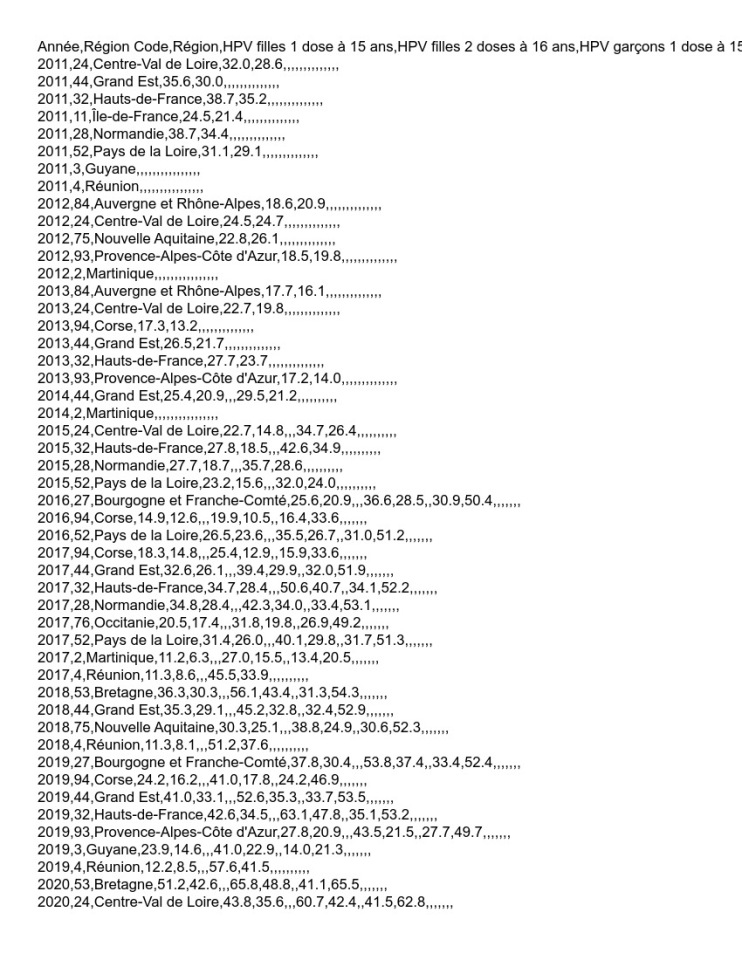 Année,Région Code,Région,HPV filles 1 dose à 15 ans,HPV filles 2 doses à 16 ans,HPV garçons 1 dose à 15
2011,24,Centre-Val de Loire,32.0,28.6,,,,,,,,,,,,,,
2011,44,Grand Est,35.6,30.0,,,,,,,,,,,,,,
2011,32,Hauts-de-France,38.7,35.2,,,,,,,,,,,,,,
2011,11,Île-de-France,24.5,21.4,,,,,,,,,,,,,,
2011,28,Normandie,38.7,34.4,,,,,,,,,,,,,,
2011,52,Pays de la Loire,31.1,29.1,,,,,,,,,,,,,,
2011,3,Guyane,,,,,,,,,,,,,,,,
2011,4,Réunion,,,,,,,,,,,,,,,,
2012,84,Auvergne et Rhône-Alpes,18.6,20.9,,,,,,,,,,,,,,
2012,24,Centre-Val de Loire,24.5,24.7,,,,,,,,,,,,,,
2012,75,Nouvelle Aquitaine,22.8,26.1,,,,,,,,,,,,,,
2012,93,Provence-Alpes-Côte d'Azur,18.5,19.8,,,,,,,,,,,,,,
2012,2,Martinique,,,,,,,,,,,,,,,,
2013,84,Auvergne et Rhône-Alpes,17.7,16.1,,,,,,,,,,,,,,
2013,24,Centre-Val de Loire,22.7,19.8,,,,,,,,,,,,,,
2013,94,Corse,17.3,13.2,,,,,,,,,,,,,,
2013,44,Grand Est,26.5,21.7,,,,,,,,,,,,,,
2013,32,Hauts-de-France,27.7,23.7,,,,,,,,,,,,,,
2013,93,Provence-Alpes-Côte d'Azur,17.2,14.0,,,,,,,,,,,,,,
2014,44,Grand Est,25.4,20.9,,,29.5,21.2,,,,,,,,,,
2014,2,Martinique,,,,,,,,,,,,,,,,
2015,24,Centre-Val de Loire,22.7,14.8,,,34.7,26.4,,,,,,,,,,
2015,32,Hauts-de-France,27.8,18.5,,,42.6,34.9,,,,,,,,,,
2015,28,Normandie,27.7,18.7,,,35.7,28.6,,,,,,,,,,
2015,52,Pays de la Loire,23.2,15.6,,,32.0,24.0,,,,,,,,,,
2016,27,Bourgogne et Franche-Comté,25.6,20.9,,,36.6,28.5,,30.9,50.4,,,,,,,
2016,94,Corse,14.9,12.6,,,19.9,10.5,,16.4,33.6,,,,,,,
2016,52,Pays de la Loire,26.5,23.6,,,35.5,26.7,,31.0,51.2,,,,,,,
2017,94,Corse,18.3,14.8,,,25.4,12.9,,15.9,33.6,,,,,,,
2017,44,Grand Est,32.6,26.1,,,39.4,29.9,,32.0,51.9,,,,,,,
2017,32,Hauts-de-France,34.7,28.4,,,50.6,40.7,,34.1,52.2,,,,,,,
2017,28,Normandie,34.8,28.4,,,42.3,34.0,,33.4,53.1,,,,,,,
2017,76,Occitanie,20.5,17.4,,,31.8,19.8,,26.9,49.2,,,,,,,
2017,52,Pays de la Loire,31.4,26.0,,,40.1,29.8,,31.7,51.3,,,,,,,
2017,2,Martinique,11.2,6.3,,,27.0,15.5,,13.4,20.5,,,,,,,
2017,4,Réunion,11.3,8.6,,,45.5,33.9,,,,,,,,,,
2018,53,Bretagne,36.3,30.3,,,56.1,43.4,,31.3,54.3,,,,,,,
2018,44,Grand Est,35.3,29.1,,,45.2,32.8,,32.4,52.9,,,,,,,
2018,75,Nouvelle Aquitaine,30.3,25.1,,,38.8,24.9,,30.6,52.3,,,,,,,
2018,4,Réunion,11.3,8.1,,,51.2,37.6,,,,,,,,,,
2019,27,Bourgogne et Franche-Comté,37.8,30.4,,,53.8,37.4,,33.4,52.4,,,,,,,
2019,94,Corse,24.2,16.2,,,41.0,17.8,,24.2,46.9,,,,,,,
2019,44,Grand Est,41.0,33.1,,,52.6,35.3,,33.7,53.5,,,,,,,
2019,32,Hauts-de-France,42.6,34.5,,,63.1,47.8,,35.1,53.2,,,,,,,
2019,93,Provence-Alpes-Côte d'Azur,27.8,20.9,,,43.5,21.5,,27.7,49.7,,,,,,,
2019,3,Guyane,23.9,14.6,,,41.0,22.9,,14.0,21.3,,,,,,,
2019,4,Réunion,12.2,8.5,,,57.6,41.5,,,,,,,,,,
2020,53,Bretagne,51.2,42.6,,,65.8,48.8,,41.1,65.5,,,,,,,
2020,24,Centre-Val de Loire,43.8,35.6,,,60.7,42.4,,41.5,62.8,,,,,,,